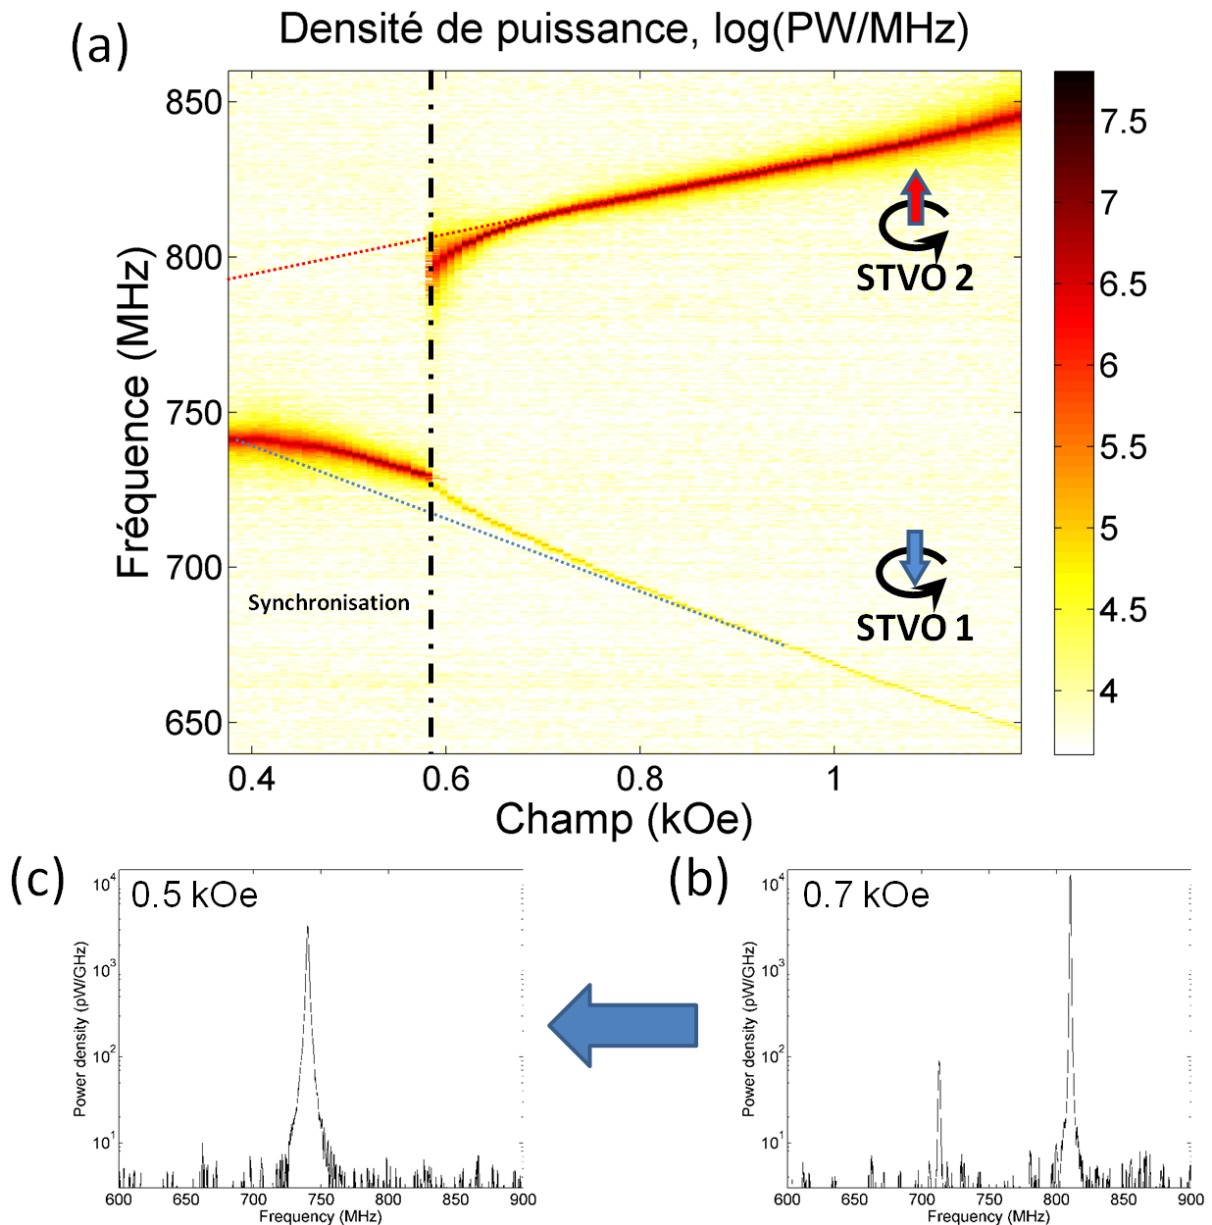 (a)
Densité de puissance, log(PW/MHz)
Fréquence (MHz)
850
800
750
700
650
0.4
0.6
0.8
1
Champ (kOe)
Synchronisation
STVO 2
STVO 1
7.5
7
6.5
6
5.5
5
4.5
4
(c)
0.5 kOe
Power density (pW/GHz)
10⁴
10³
10²
10¹
600
650
700
750
800
850
900
Frequency (MHz)
(b)
0.7 kOe
Power density (pW/GHz)
10⁴
10³
10²
10¹
600
650
700
750
800
850
900
Frequency (MHz)